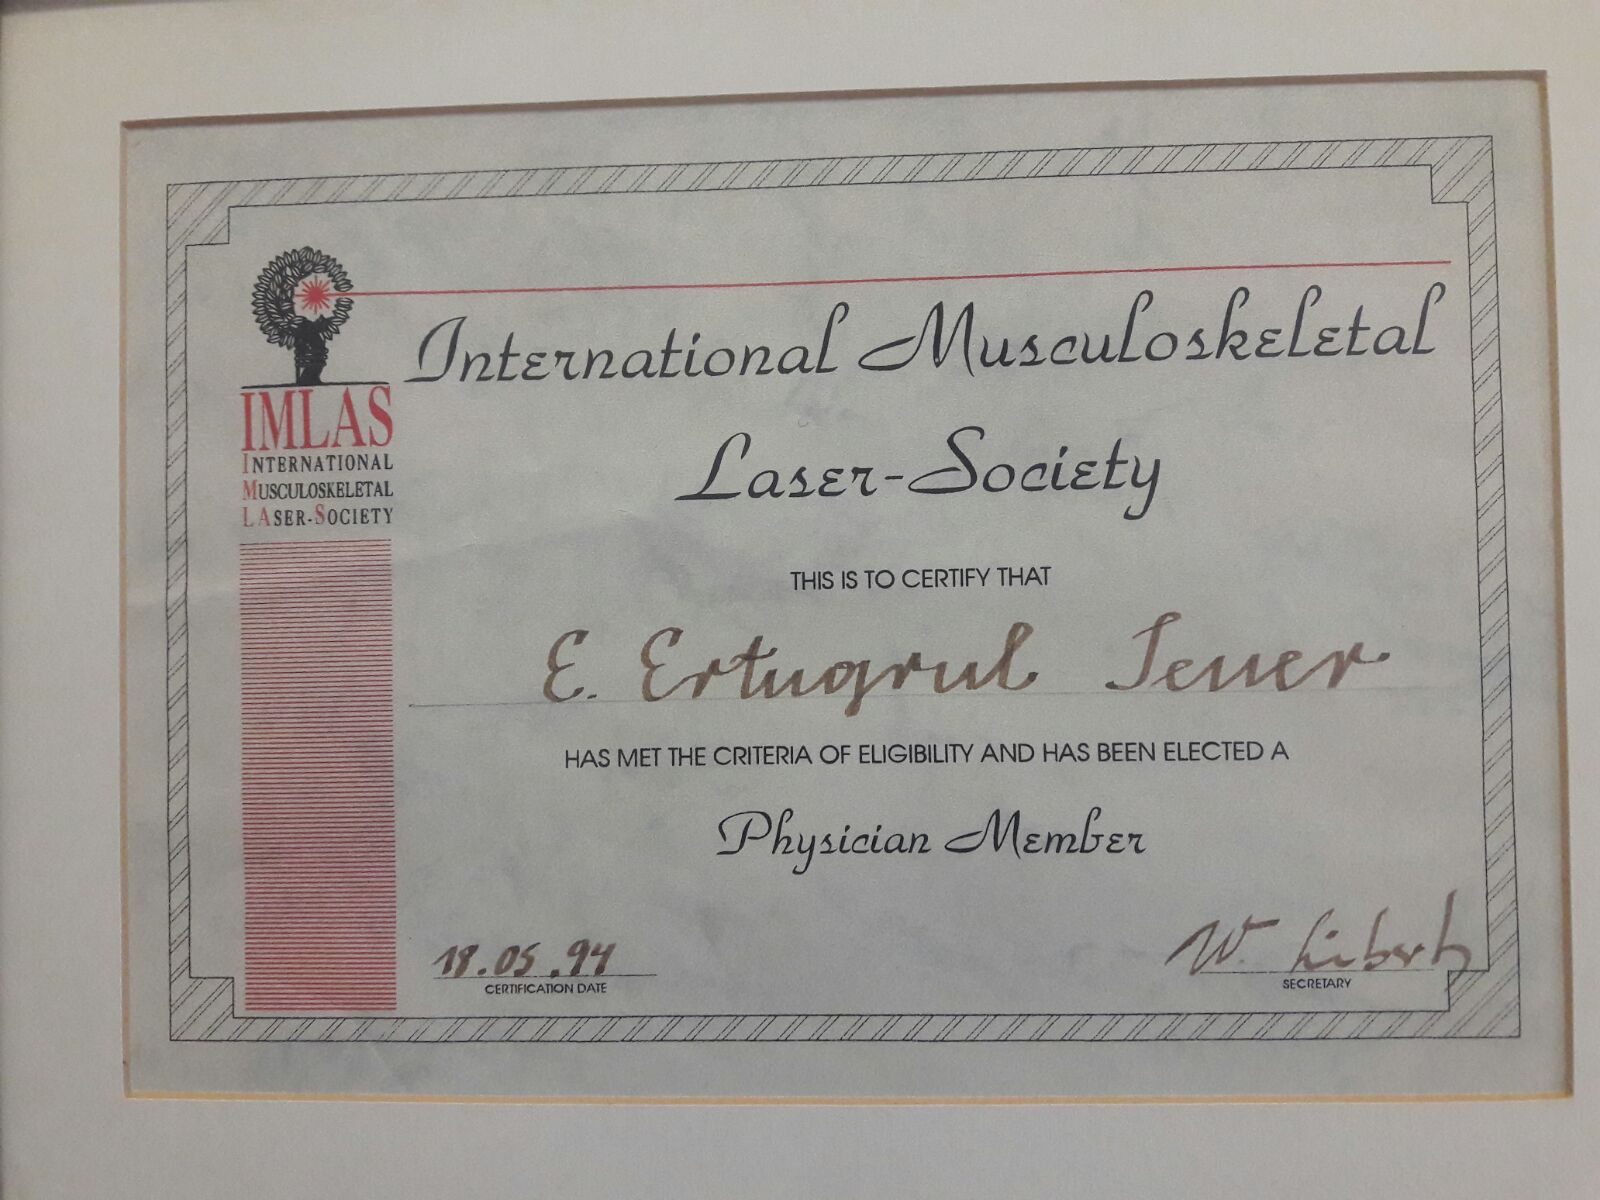 International Musculoskeletal
Laser-Society
IMLAS
INTERNATIONAL
MUSCULOSKELETAL
LASER-SOCIETY
THIS IS TO CERTIFY THAT
E. Ertugrul Sener
HAS MET THE CRITERIA OF ELIGIBILITY AND HAS BEEN ELECTED A
Physician Member
18.05.94
CERTIFICATION DATE
W.
SECRETARY